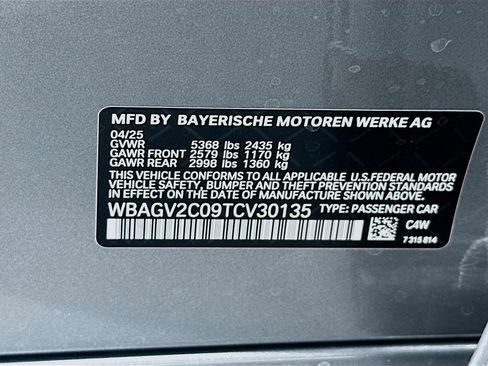 MFD BY BAYERISCHE MOTOREN WERKE AG
04/25
GVWR 5368 lbs 2435 kg
GAWR FRONT 2579 lbs 1170 kg
GAWR REAR 2998 lbs 1360 kg
THIS VEHICLE CONFORMS TO ALL APPLICABLE U.S.FEDERAL MOTOR
VEHICLE SAFETY, BUMPER AND THEFT PREVENTION STANDARDS
IN EFFECT ON THE DATE OF MANUFACTURE SHOWN ABOVE.
WBAGV2C09TCV30135 TYPE: PASSENGER CAR
C4W
7315814